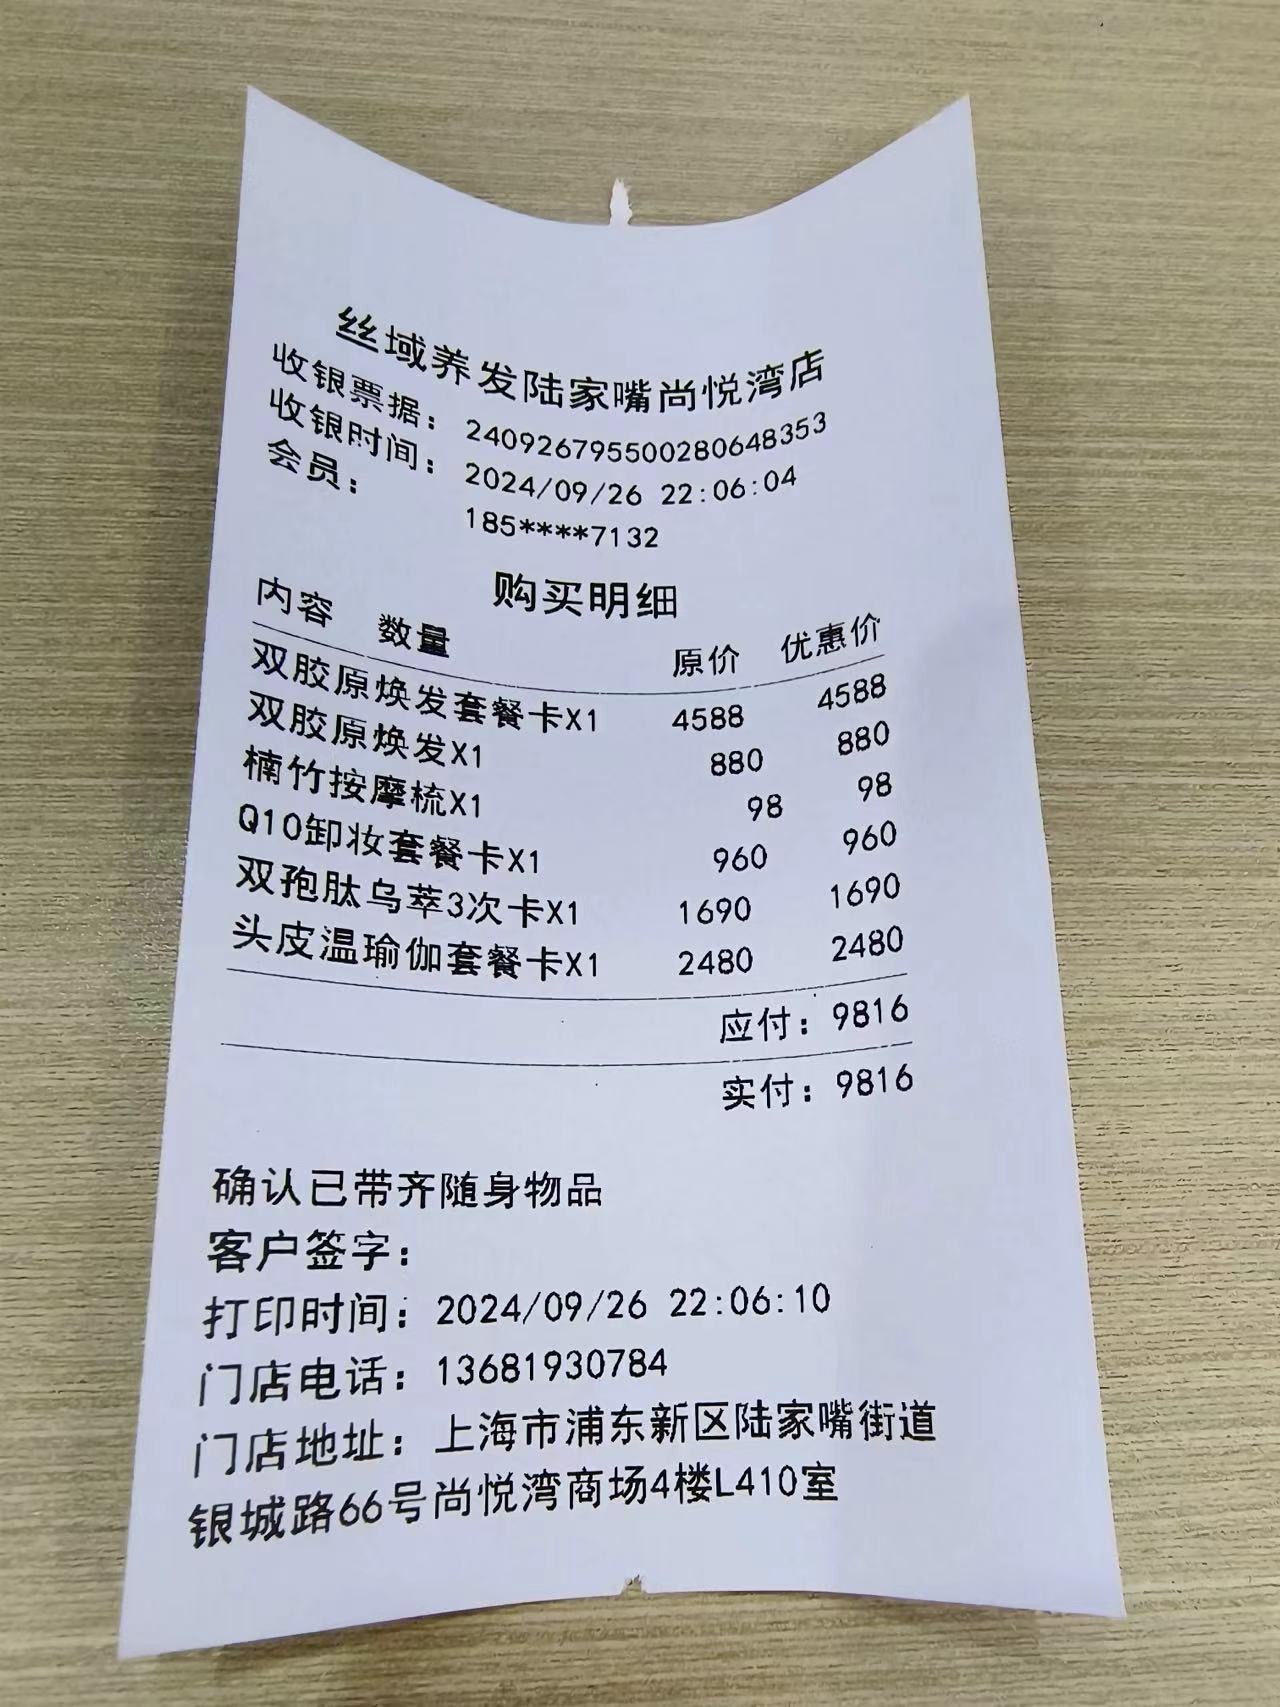 丝域养发陆家嘴尚悦湾店
收银票据：240926795500280648353
收银时间：2024/09/26 22:06:04
会员：185****7132
购买明细
内容 数量 原价 优惠价
双胶原焕发套餐卡X1 4588 4588
双胶原焕发X1 880 880
楠竹按摩梳X1 98 98
Q10卸妆套餐卡X1 960 960
双孢肽乌萃3次卡X1 1690 1690
头皮温瑜伽套餐卡X1 2480 2480
应付：9816
实付：9816
确认已带齐随身物品
客户签字：
打印时间：2024/09/26 22:06:10
门店电话：13681930784
门店地址：上海市浦东新区陆家嘴街道
银城路66号尚悦湾商场4楼L410室